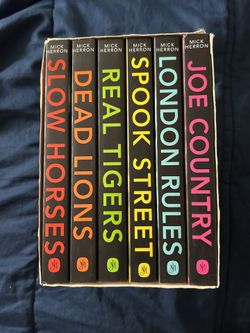 MICK
HERRON
SLOW HORSES
MICK
HERRON
DEAD LIONS
MICK
HERRON
REAL TIGERS
MICK
HERRON
SPOOK STREET
MICK
HERRON
LONDON RULES
MICK
HERRON
JOE COUNTRY